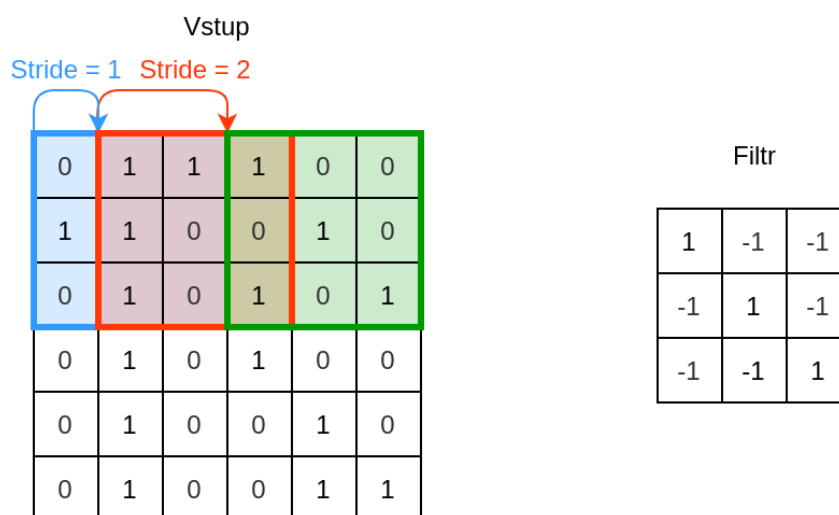 Vstup
Stride = 1 Stride = 2
Filtr
0 1 1 1 0 0
1 1 0 0 1 0
0 1 0 1 0 1
0 1 0 1 0 0
0 1 0 0 1 0
0 1 0 0 1 1
1 -1 -1
-1 1 -1
-1 -1 1